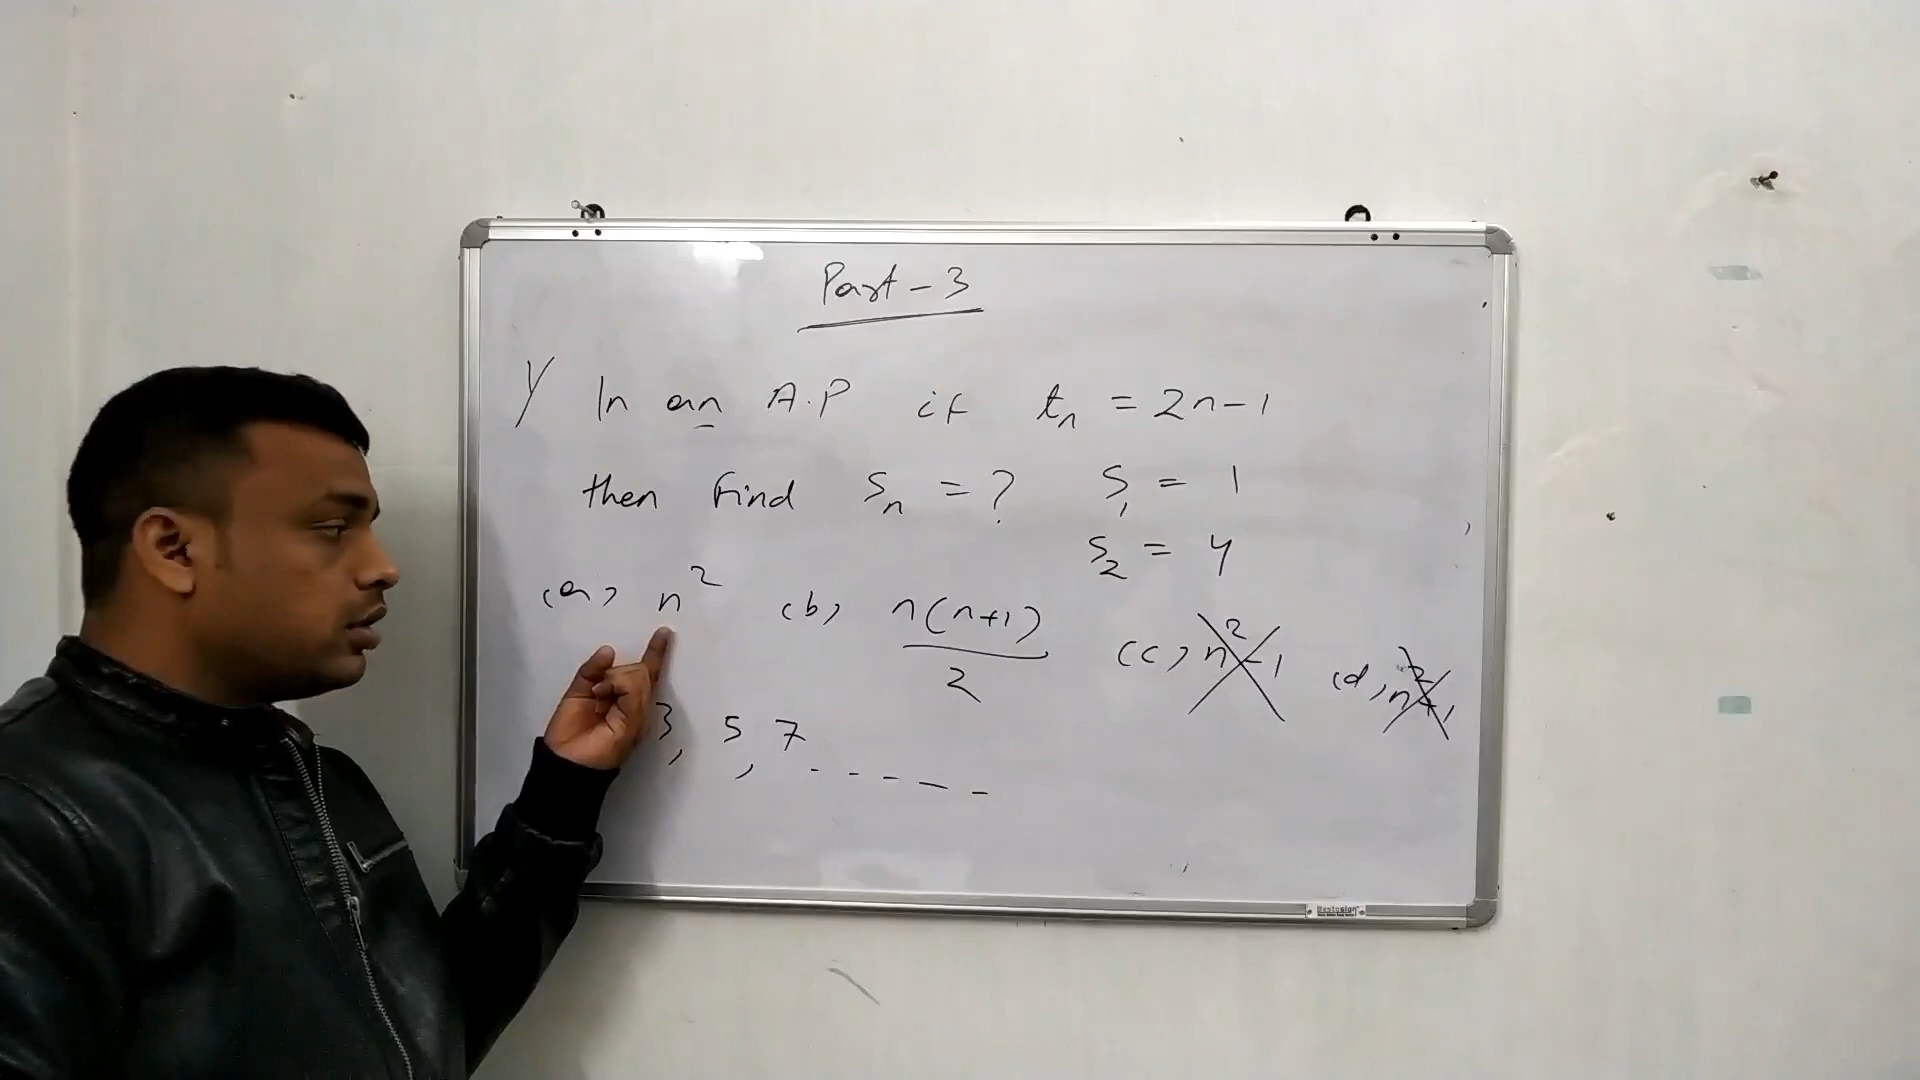 Part - 3
Y In an A.P if tn = 2n-1
then Find Sn = ? S1 = 1
S2 = 4
(a) n² (b) n(n+1)/2 (c) n²-1 (d) n²+1
3, 5, 7 - - - - -